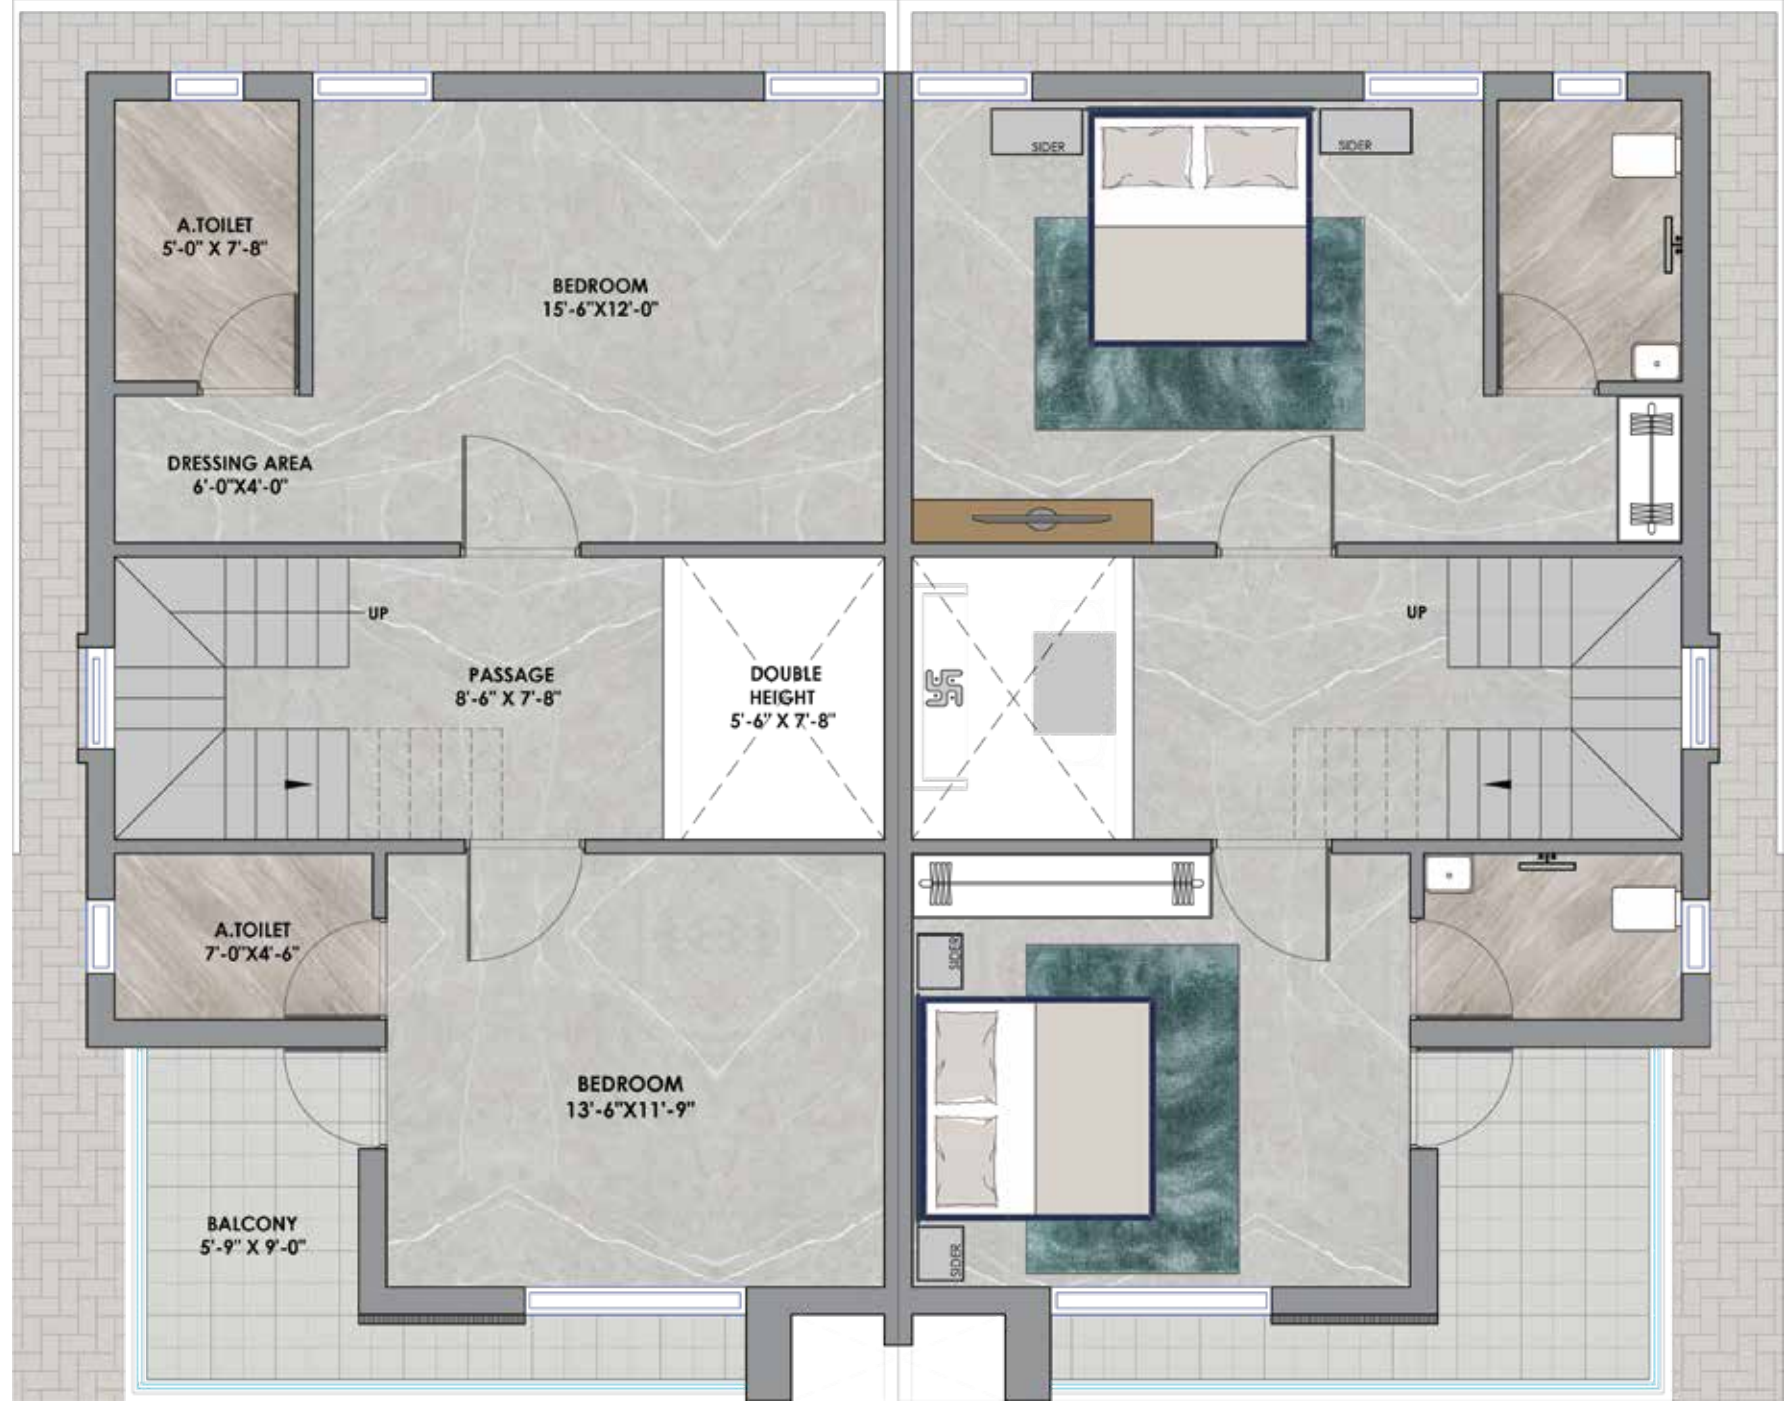 SIDER
SIDER
A.TOILET
5'-0" X 7'-8"
BEDROOM
15'-6"X12'-0"
DRESSING AREA
6'-0"X4'-0"
UP
UP
PASSAGE
8'-6" X 7'-8"
DOUBLE
HEIGHT
5'-6" X 7'-8"
A.TOILET
7'-0"X4'-6"
SIDER
BEDROOM
13'-6"X11'-9"
BALCONY
5'-9" X 9'-0"
SIDER